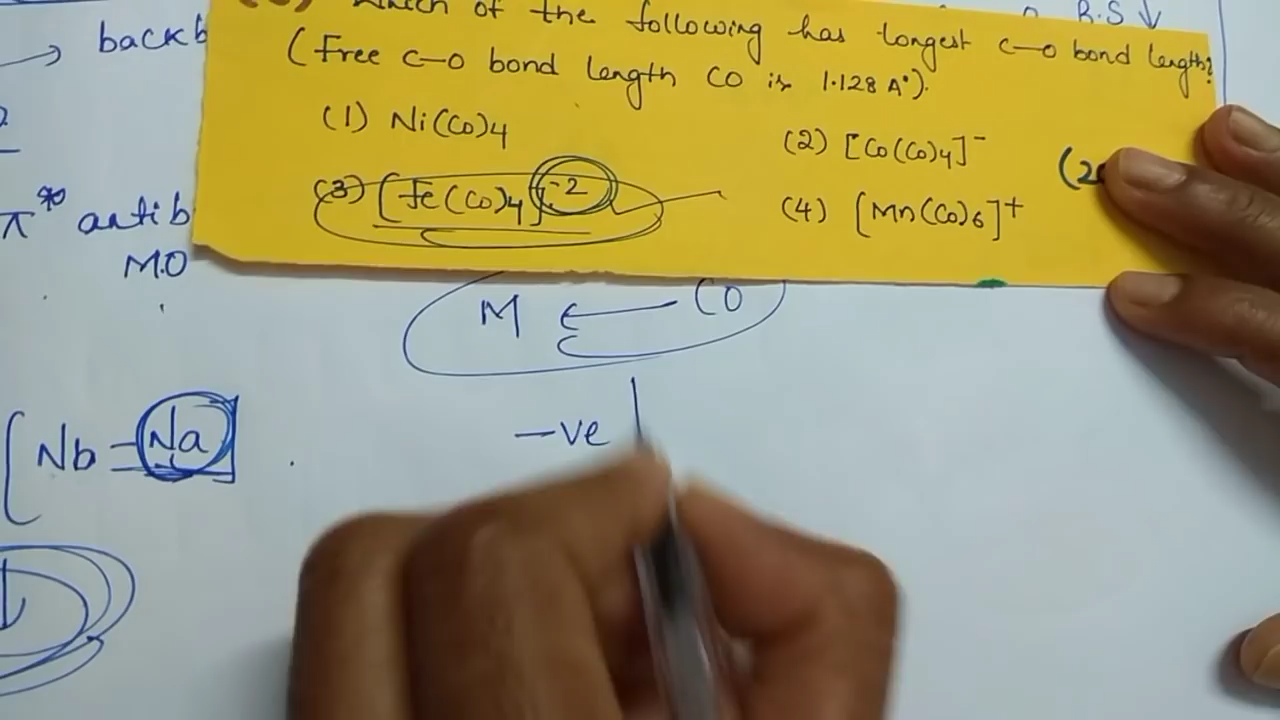 B.S ↓
which of the following has longest C—O bond length?
(Free C—O bond length CO is 1.128 A°).
(1) Ni(CO)4
(2) [Co(CO)4]⁻
(3) [Fe(CO)4]⁻²
(4) [Mn(CO)6]⁺
→ backb
π* antib
M.O
M ← CO
–ve
Nb – Na